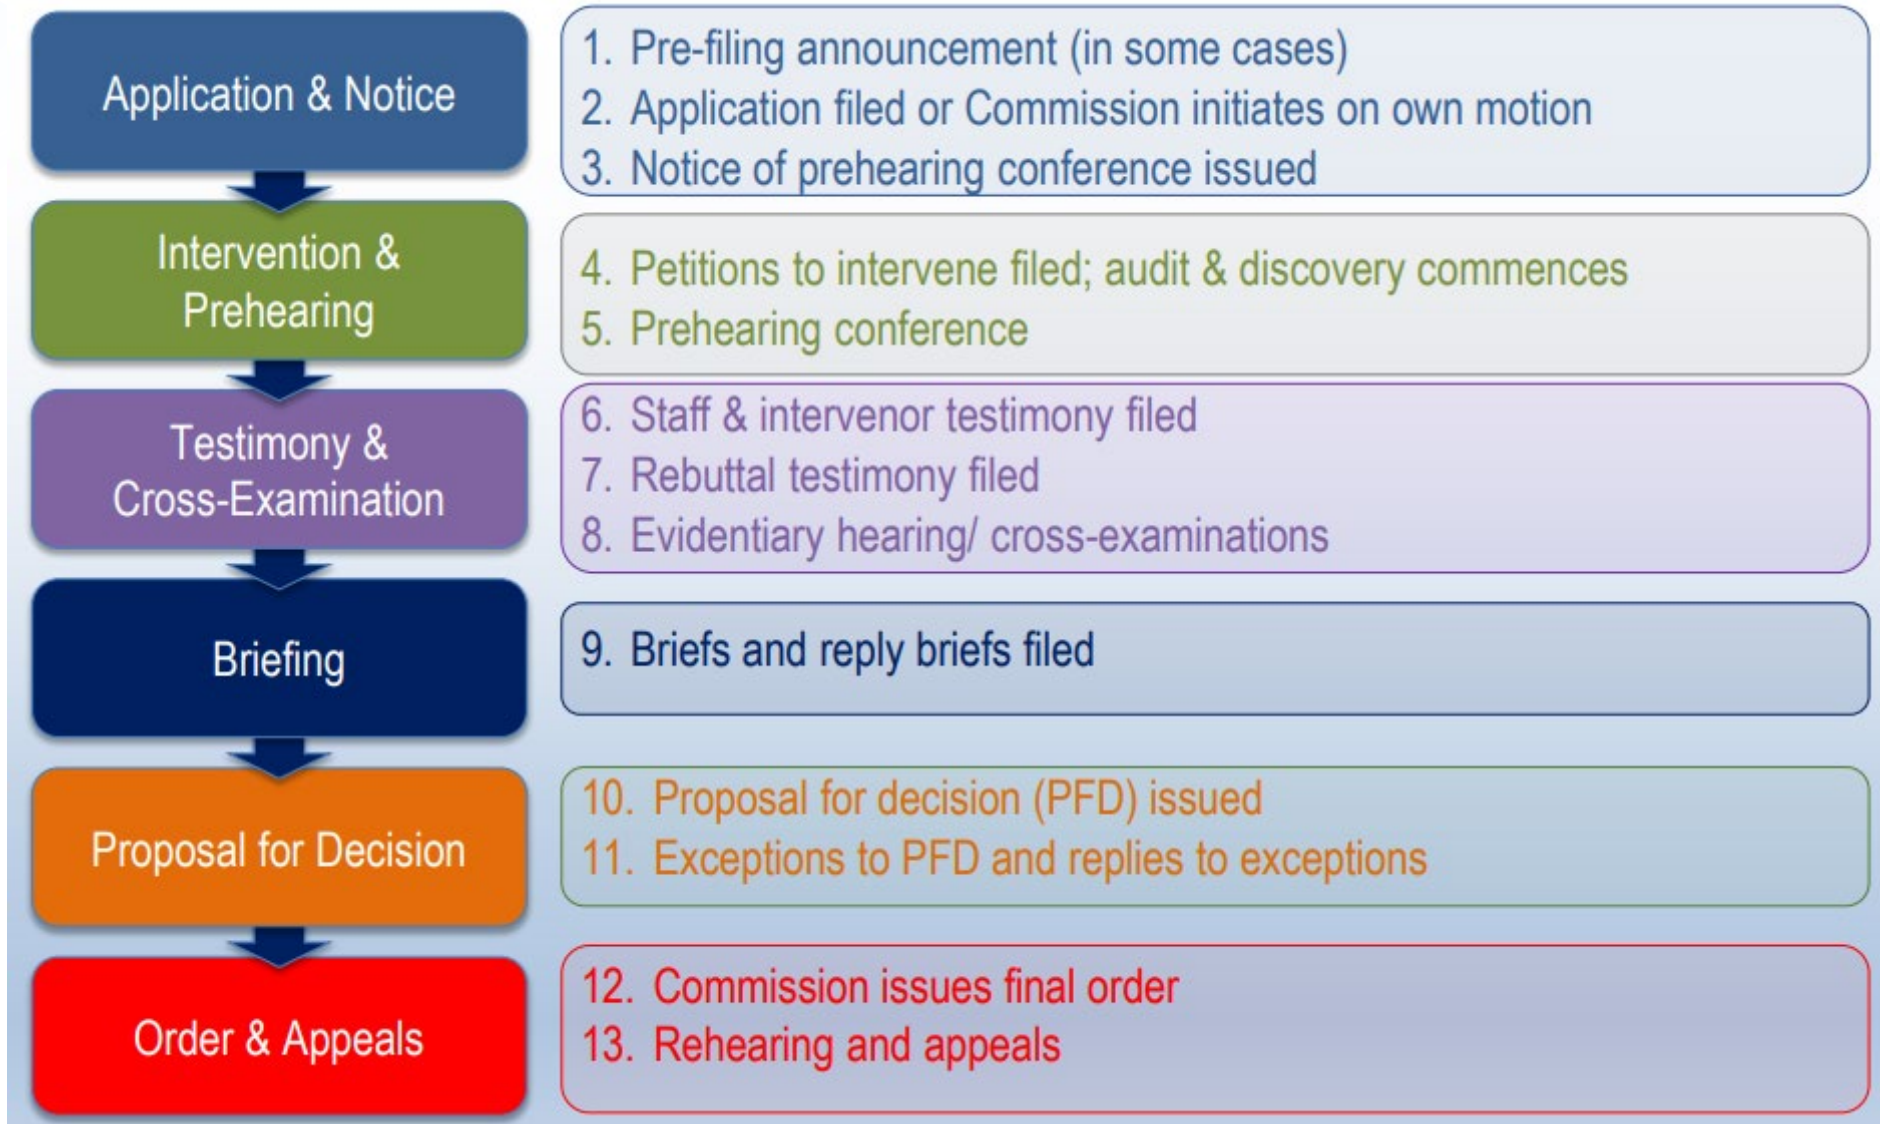 Application & Notice
1. Pre-filing announcement (in some cases)
2. Application filed or Commission initiates on own motion
3. Notice of prehearing conference issued
Intervention &
Prehearing
4. Petitions to intervene filed; audit & discovery commences
5. Prehearing conference
Testimony &
Cross-Examination
6. Staff & intervenor testimony filed
7. Rebuttal testimony filed
8. Evidentiary hearing/ cross-examinations
Briefing
9. Briefs and reply briefs filed
Proposal for Decision
10. Proposal for decision (PFD) issued
11. Exceptions to PFD and replies to exceptions
Order & Appeals
12. Commission issues final order
13. Rehearing and appeals